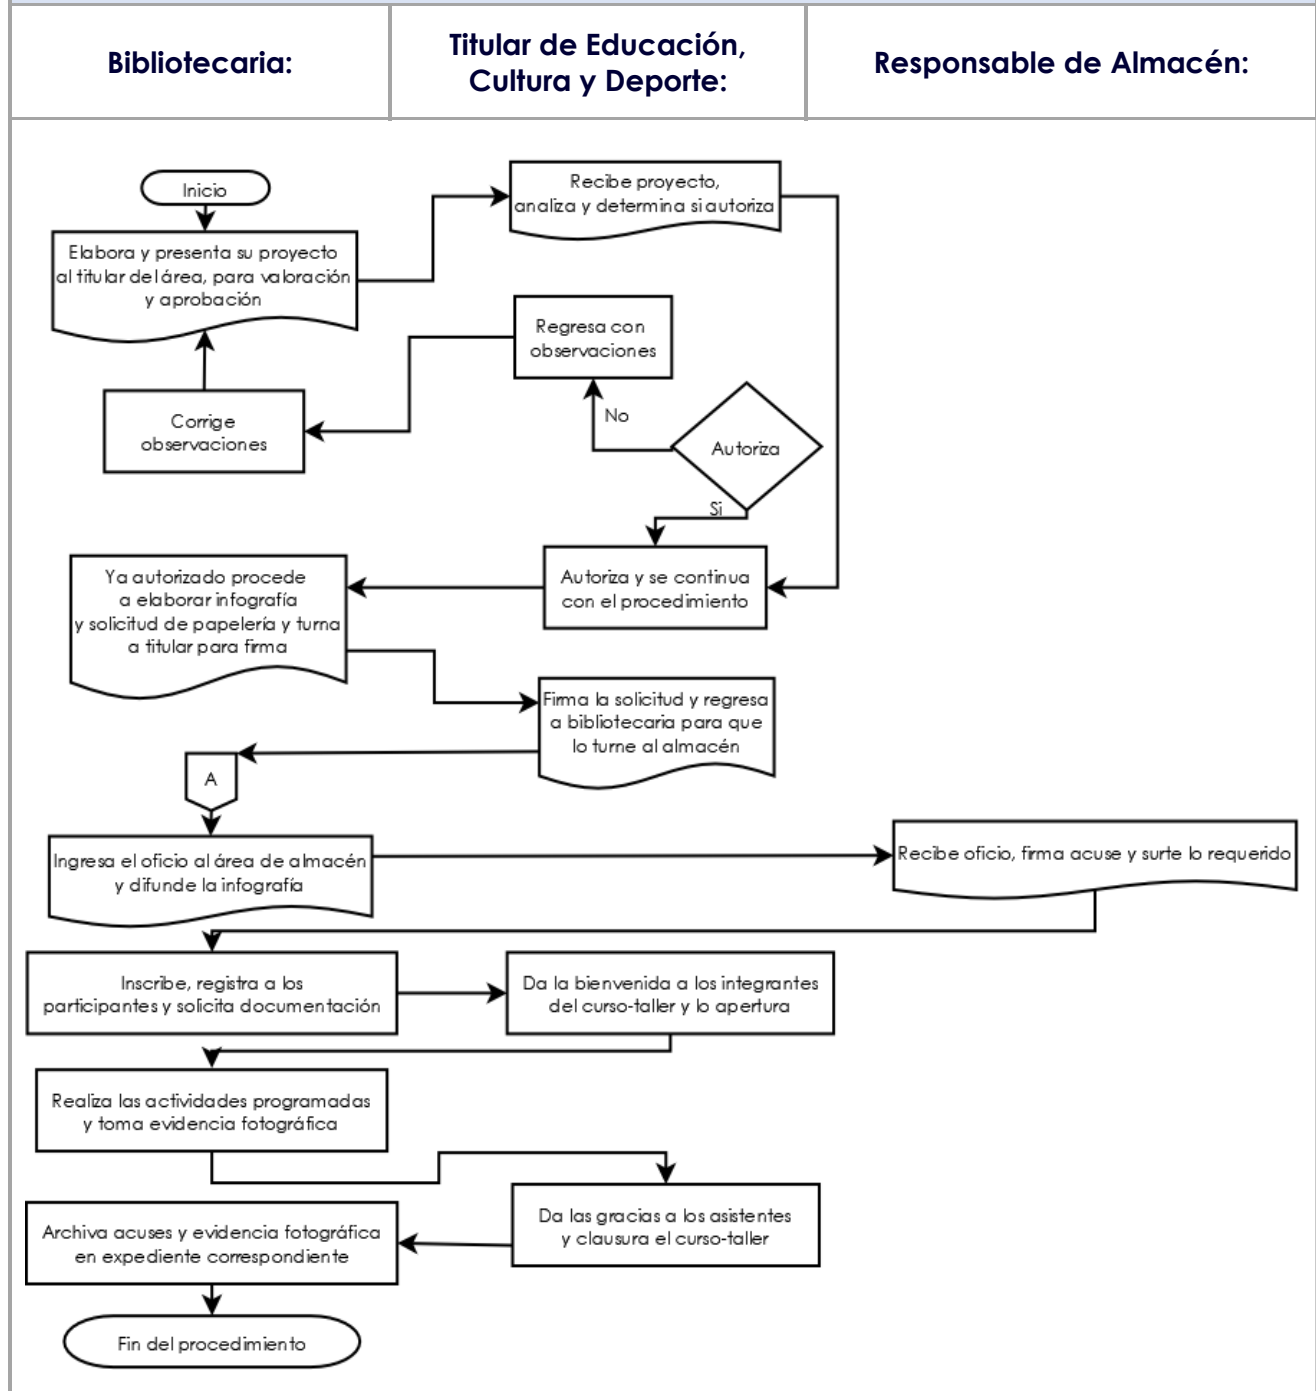 Bibliotecaria:
Titular de Educación,
Cultura y Deporte:
Responsable de Almacén:
Inicio
Recibe proyecto,
analiza y determina si autoriza
Elabora y presenta su proyecto
al titular del área, para valoración
y aprobación
Regresa con
observaciones
No
Corrige
observaciones
Autoriza
Si
Autoriza y se continua
con el procedimiento
Ya autorizado procede
a elaborar infografía
y solicitud de papelería y turna
a titular para firma
Firma la solicitud y regresa
a bibliotecaria para que
lo turne al almacén
A
Ingresa el oficio al área de almacén
y difunde la infografía
Recibe oficio, firma acuse y surte lo requerido
Inscribe, registra a los
participantes y solicita documentación
Da la bienvenida a los integrantes
del curso-taller y lo apertura
Realiza las actividades programadas
y toma evidencia fotográfica
Da las gracias a los asistentes
y clausura el curso-taller
Archiva acuses y evidencia fotográfica
en expediente correspondiente
Fin del procedimiento